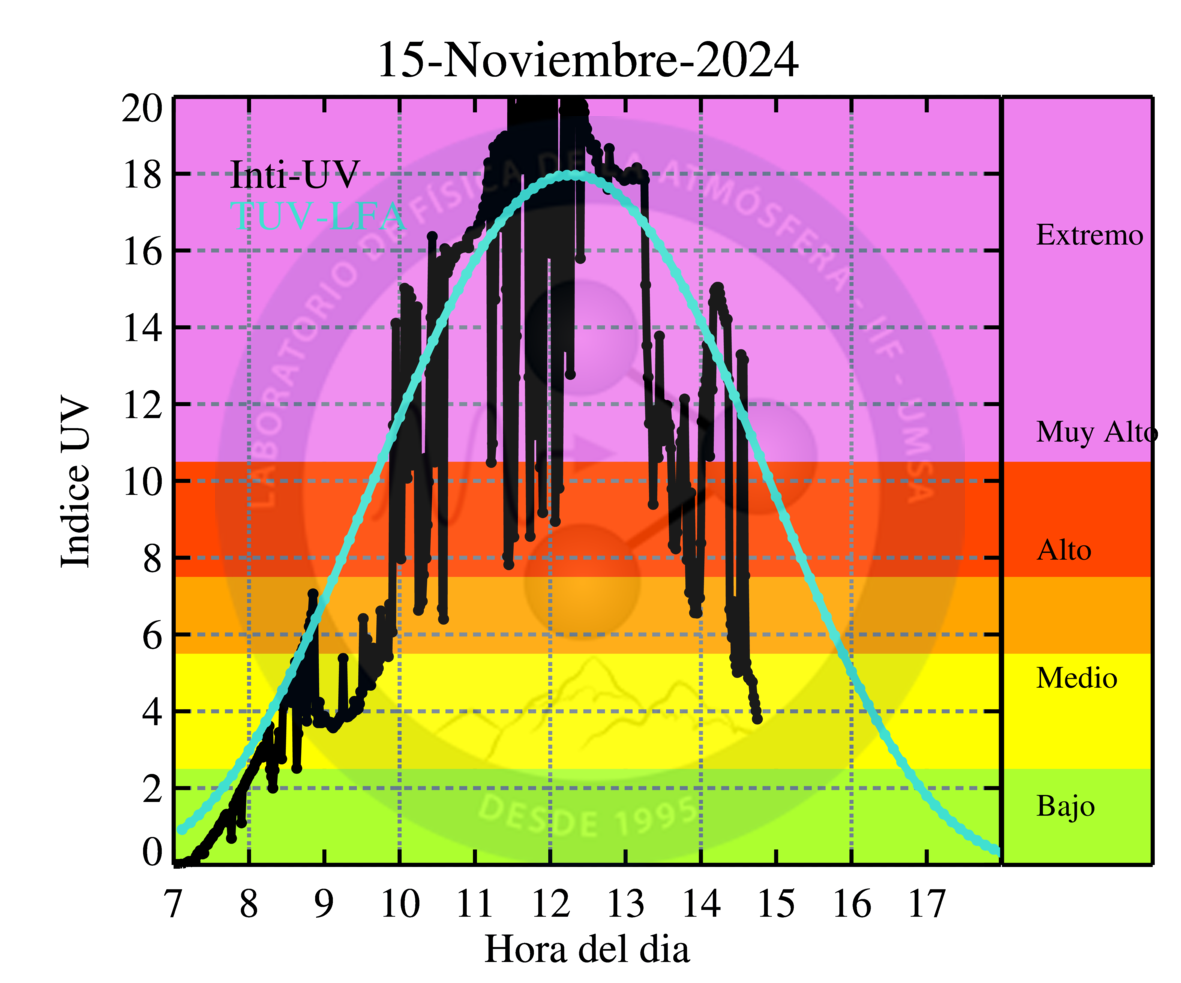 15-Noviembre-2024
20
18
16
14
12
10
8
6
4
2
0
Indice UV
Inti-UV
TUV-LFA
LABORATORIO DE FÍSICA DE LA ATMÓSFERA - IIF - UMSA
DESDE 1995
Extremo
Muy Alto
Alto
Medio
Bajo
7 8 9 10 11 12 13 14 15 16 17
Hora del dia